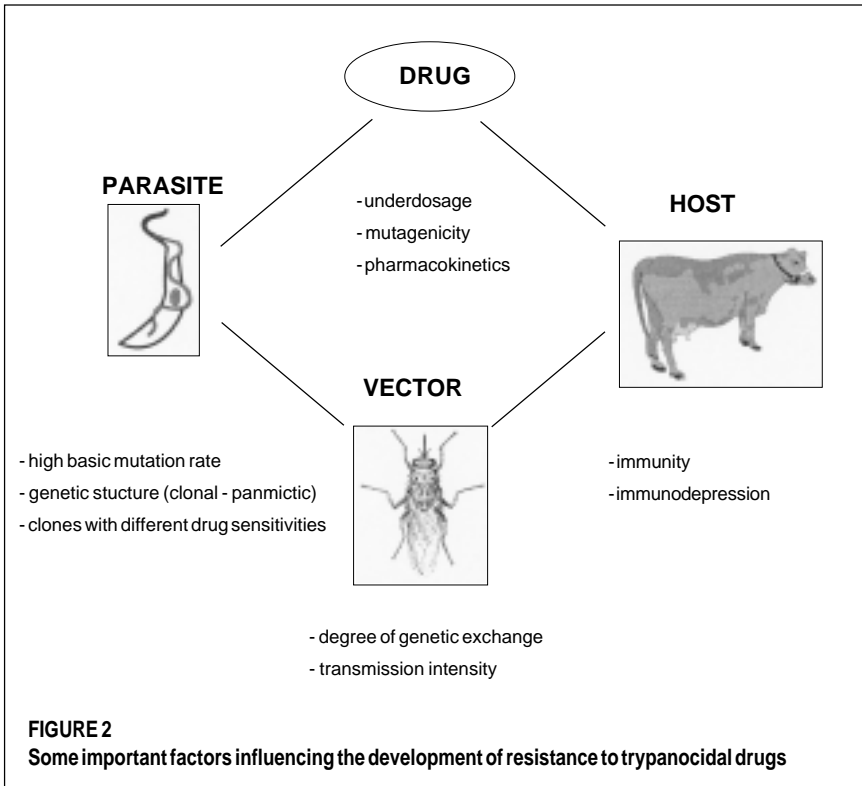 DRUG
PARASITE
HOST
-underdosage
-mutagenicity
-pharmacokinetics
VECTOR
- high basic mutation rate
- genetic stucture (clonal - panmictic)
- clones with different drug sensitivities
-immunity
-immunodepression
- degree of genetic exchange
- transmission intensity
FIGURE 2
Some important factors influencing the development of resistance to trypanocidal drugs